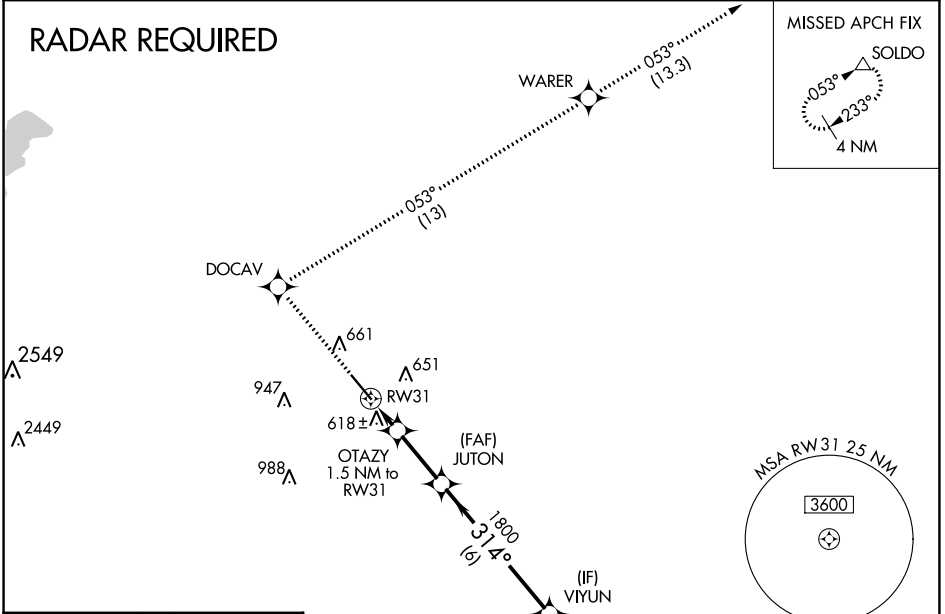 RADAR REQUIRED
MISSED APCH FIX
SOLDO
053°
233°
4 NM
053°
(13.3)
WARER
053°
(13)
DOCAV
661
651
2549
947
RW31
618 ±
2449
OTAZY
1.5 NM to
RW31
(FAF)
JUTON
988
1800
314°
(6)
(IF)
VIYUN
MSA RW31 25 NM
3600